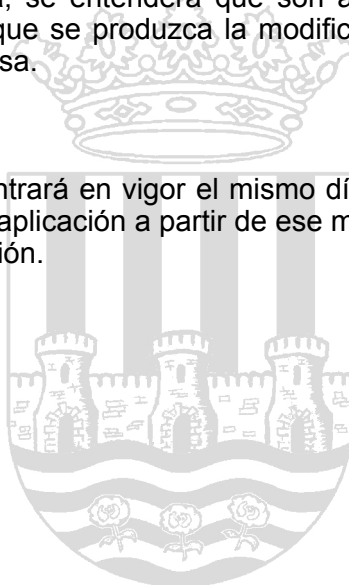 se entenderá que son
que se produzca la modific
sa.
ntrará en vigor el mismo dí
aplicación a partir de ese m
ión.